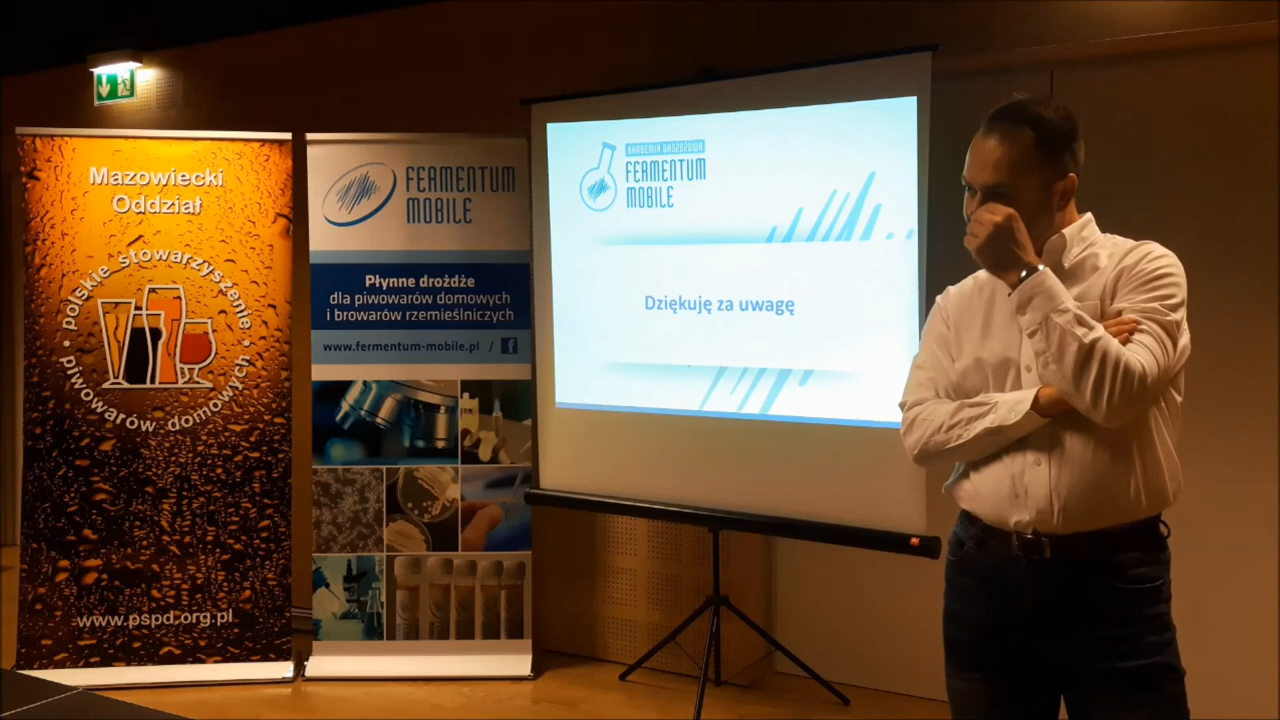 Mazowiecki
Oddział
polskie stowarzyszenie
piwowarów domowych
www.pspd.org.pl
FERMENTUM
MOBILE
Płynne drożdże
dla piwowarów domowych
i browarów rzemieślniczych
www.fermentum-mobile.pl / f
AKADEMIA DROŻDŻOWA
FERMENTUM
MOBILE
Dziękuję za uwagę